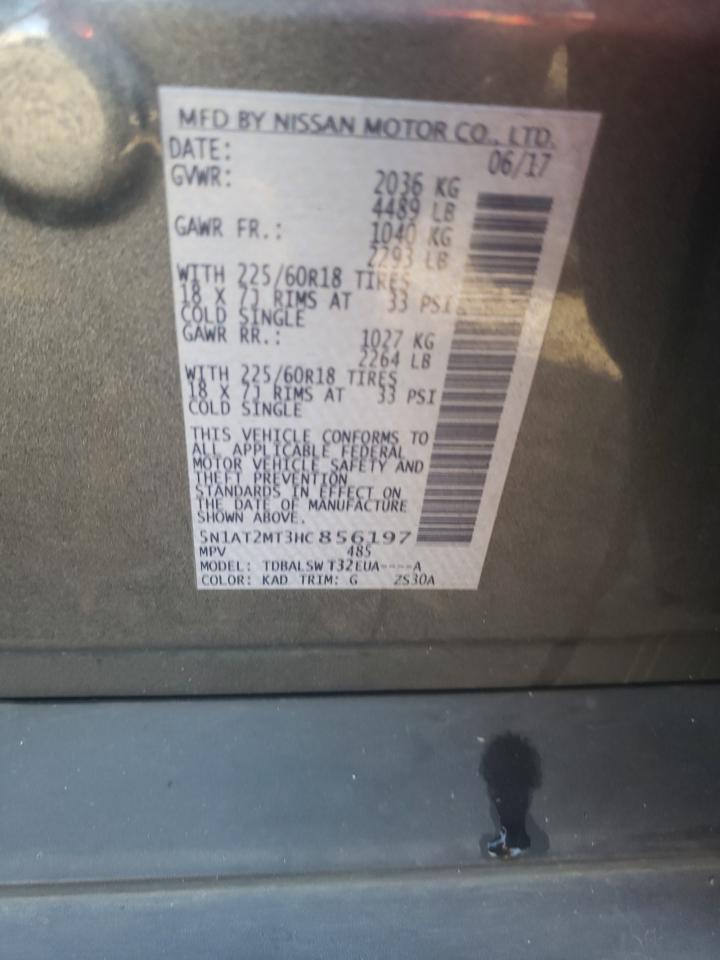 MFD BY NISSAN MOTOR CO., LTD.
DATE: 06/17
GVWR: 2036 KG
4489 LB
GAWR FR.: 1040 KG
2293 LB
WITH 225/60R18 TIRES
18 X 7J RIMS AT 33 PSI
COLD SINGLE
GAWR RR.: 1027 KG
2264 LB
WITH 225/60R18 TIRES
18 X 7J RIMS AT 33 PSI
COLD SINGLE
THIS VEHICLE CONFORMS TO
ALL APPLICABLE FEDERAL
MOTOR VEHICLE SAFETY AND
THEFT PREVENTION
STANDARDS IN EFFECT ON
THE DATE OF MANUFACTURE
SHOWN ABOVE.
5N1AT2MT3HC856197
MPV 485
MODEL: TDBALSW T32EUA----A
COLOR: KAD TRIM: G ZS30A